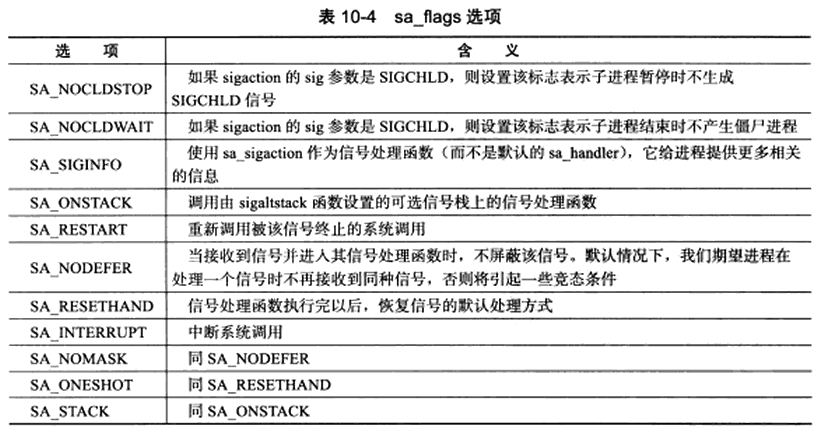 表 10-4 sa_flags 选项
选 项 含 义
SA_NOCLDSTOP 如果 sigaction 的 sig 参数是 SIGCHLD，则设置该标志表示子进程暂停时不生成
SIGCHLD 信号
SA_NOCLDWAIT 如果 sigaction 的 sig 参数是 SIGCHLD，则设置该标志表示子进程结束时不产生僵尸进程
SA_SIGINFO 使用 sa_sigaction 作为信号处理函数（而不是默认的 sa_handler），它给进程提供更多相关
的信息
SA_ONSTACK 调用由 sigaltstack 函数设置的可选信号栈上的信号处理函数
SA_RESTART 重新调用被该信号终止的系统调用
SA_NODEFER 当接收到信号并进入其信号处理函数时，不屏蔽该信号。默认情况下，我们期望进程在
处理一个信号时不再接收到同种信号，否则将引起一些竞态条件
SA_RESETHAND 信号处理函数执行完以后，恢复信号的默认处理方式
SA_INTERRUPT 中断系统调用
SA_NOMASK 同 SA_NODEFER
SA_ONESHOT 同 SA_RESETHAND
SA_STACK 同 SA_ONSTACK